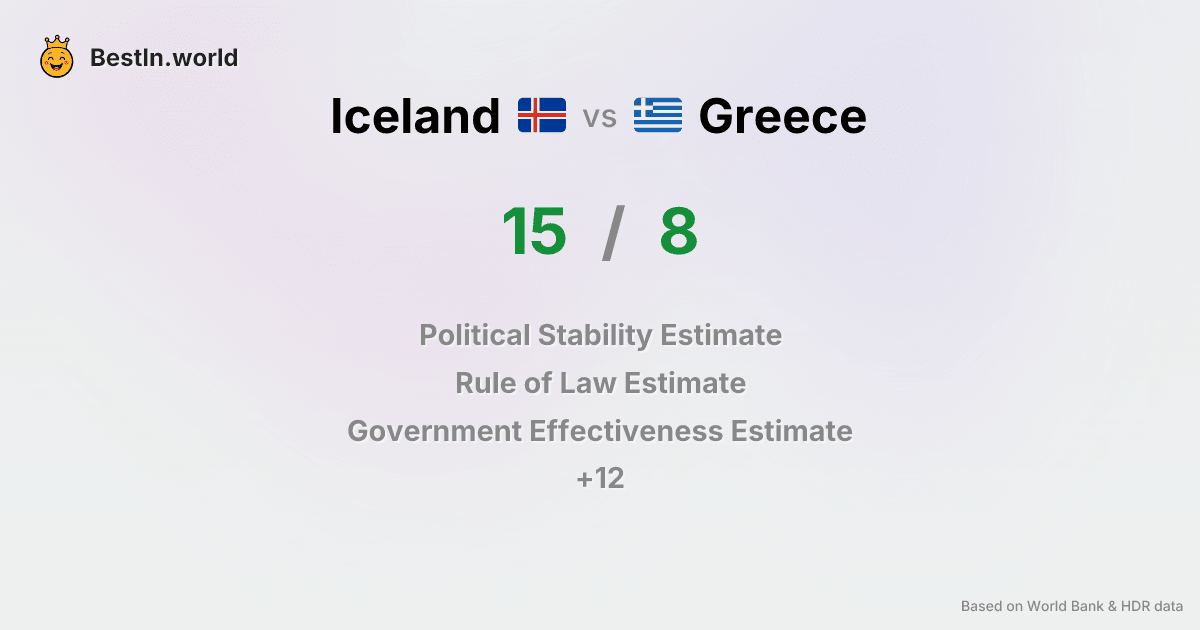 BestIn.world
Iceland vs Greece
15 / 8
Political Stability Estimate
Rule of Law Estimate
Government Effectiveness Estimate
+12
Based on World Bank & HDR data